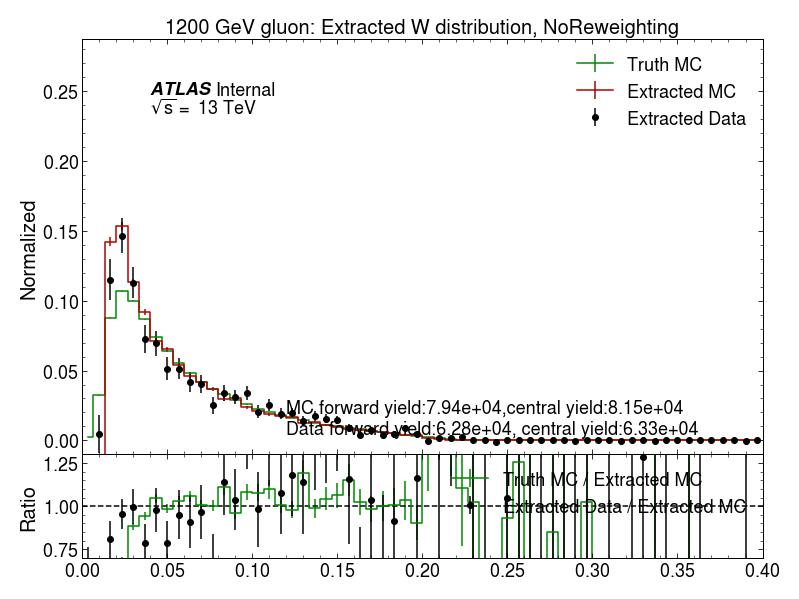 1200 GeV gluon: Extracted W distribution, NoReweighting
ATLAS Internal
√s = 13 TeV
Truth MC
Extracted MC
Extracted Data
Normalized
0.25
0.20
0.15
0.10
0.05
0.00
MC forward yield:7.94e+04,central yield:8.15e+04
Data forward yield:6.28e+04, central yield:6.33e+04
Ratio
1.25
1.00
0.75
Truth MC / Extracted MC
Extracted Data / Extracted MC
0.00 0.05 0.10 0.15 0.20 0.25 0.30 0.35 0.40